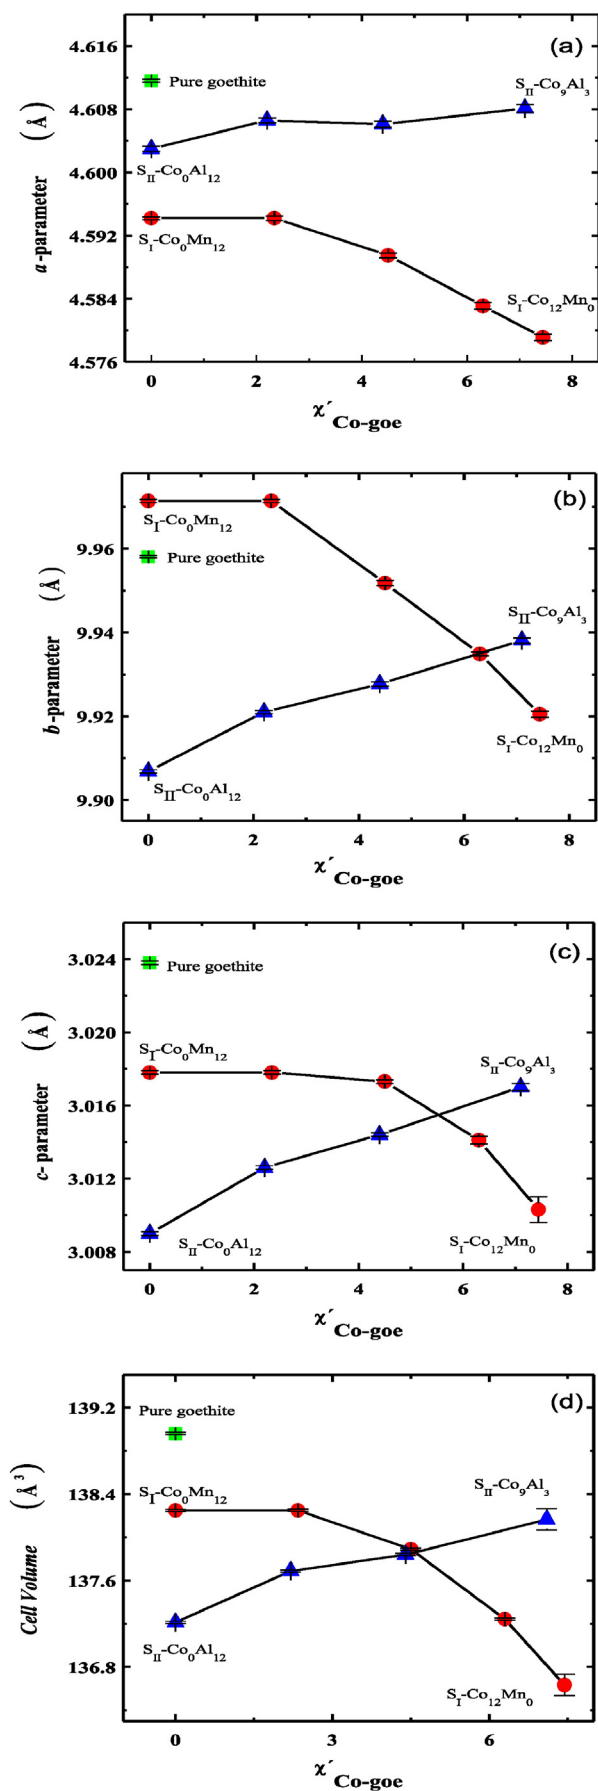 (a)
4.616
4.608
4.600
4.592
4.584
4.576
a-parameter (Å)
Pure goethite
S_II-Co_9Al_3
S_II-Co_0Al_12
S_I-Co_0Mn_12
S_I-Co_12Mn_0
0 2 4 6 8
χ´ Co-goe
(b)
9.96
9.94
9.92
9.90
b-parameter (Å)
S_I-Co_0Mn_12
Pure goethite
S_II-Co_9Al_3
S_I-Co_12Mn_0
S_II-Co_0Al_12
0 2 4 6 8
χ´ Co-goe
(c)
3.024
3.020
3.016
3.012
3.008
c- parameter (Å)
Pure goethite
S_I-Co_0Mn_12
S_II-Co_9Al_3
S_II-Co_0Al_12
S_I-Co_12Mn_0
0 2 4 6 8
χ´ Co-goe
(d)
139.2
138.4
137.6
136.8
Cell Volume (Å³)
Pure goethite
S_I-Co_0Mn_12
S_II-Co_9Al_3
S_II-Co_0Al_12
S_I-Co_12Mn_0
0 3 6
χ´ Co-goe